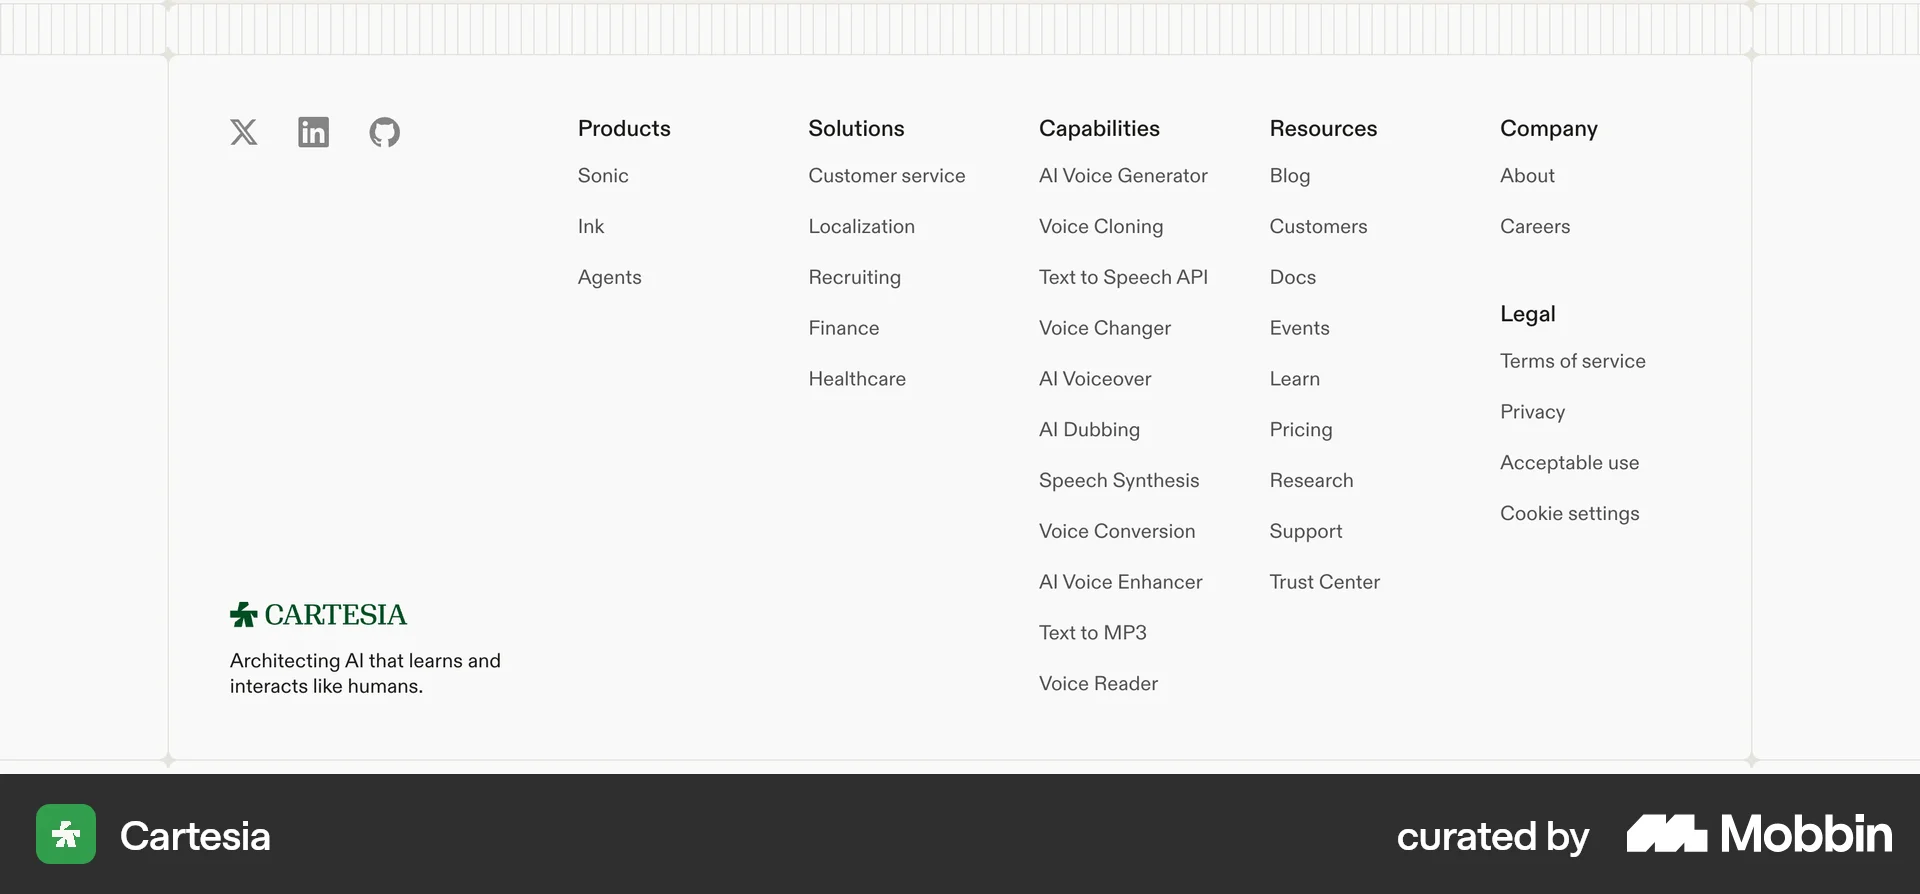 Products
Sonic
Ink
Agents
Solutions
Customer service
Localization
Recruiting
Finance
Healthcare
Capabilities
AI Voice Generator
Voice Cloning
Text to Speech API
Voice Changer
AI Voiceover
AI Dubbing
Speech Synthesis
Voice Conversion
AI Voice Enhancer
Text to MP3
Voice Reader
Resources
Blog
Customers
Docs
Events
Learn
Pricing
Research
Support
Trust Center
Company
About
Careers
Legal
Terms of service
Privacy
Acceptable use
Cookie settings
CARTESIA
Architecting AI that learns and
interacts like humans.
Cartesia
curated by Mobbin